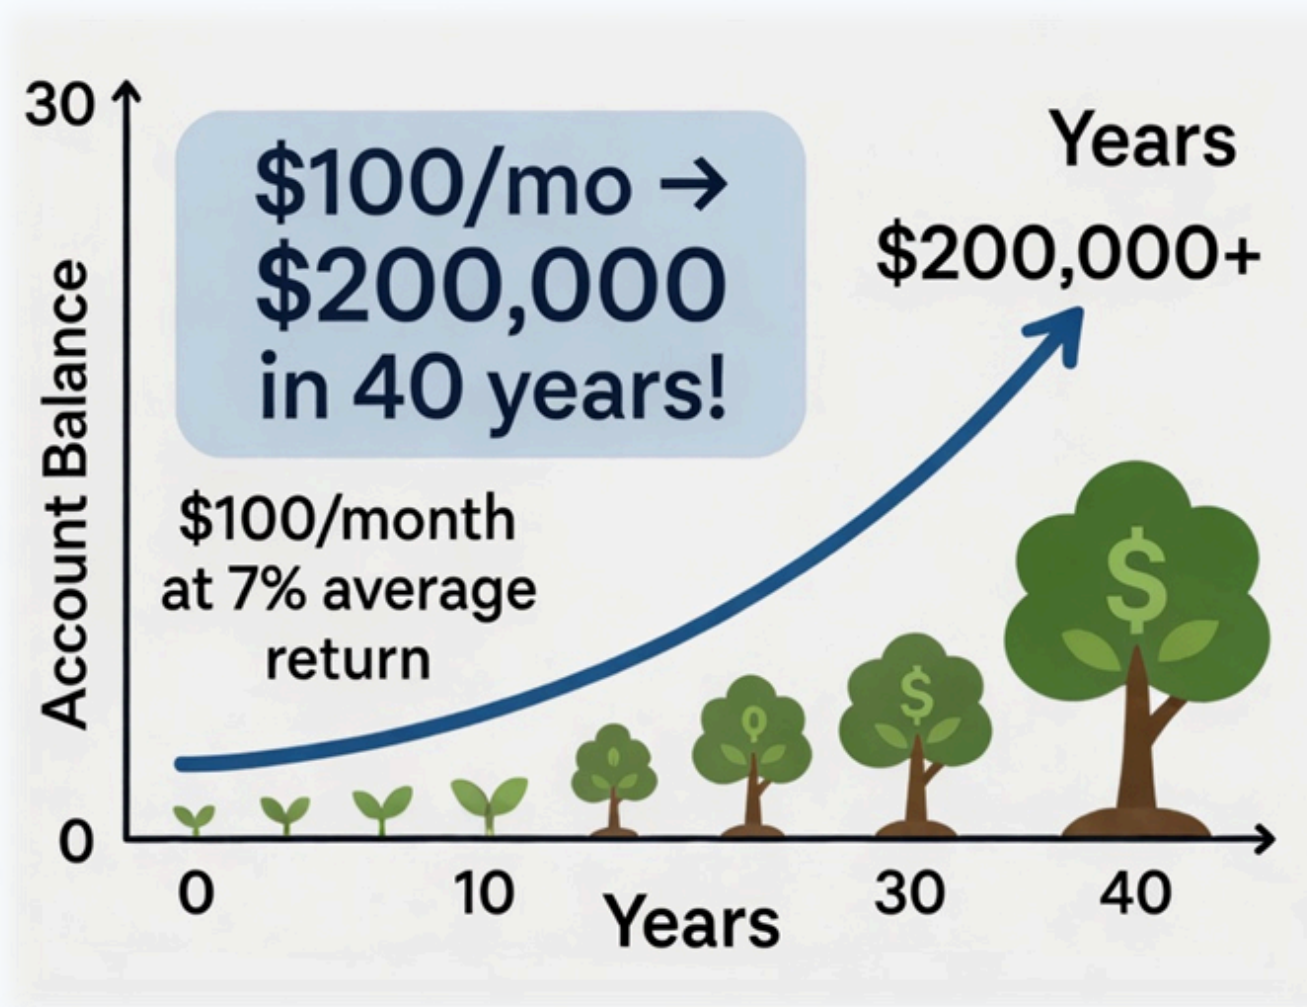 30
$100/mo →
$200,000
in 40 years!
Years
$200,000+
Account Balance
$100/month
at 7% average
return
$
0
$
0
0
10
30
40
Years